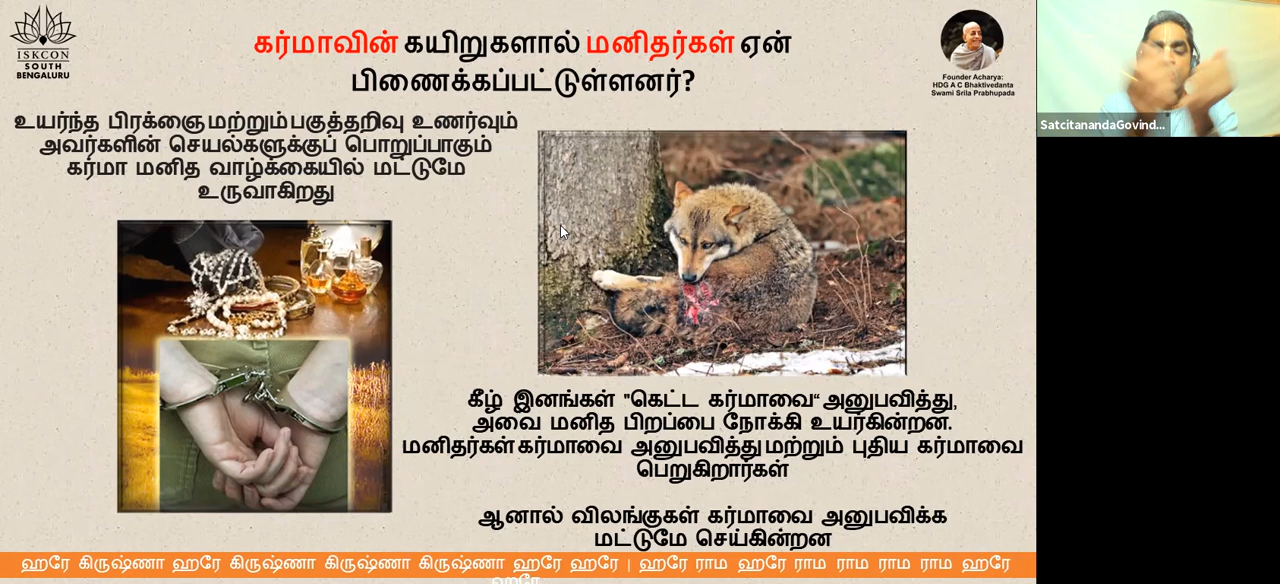 ISKCON
SOUTH
BENGALURU
கர்மாவின் கயிறுகளால் மனிதர்கள் ஏன்
பிணைக்கப்பட்டுள்ளனர்?
Founder Acharya:
HDG A C Bhaktivedanta
Swami Srila Prabhupada
SatcitanandaGovind...
உயர்ந்த பிரக்ஞை மற்றும் பகுத்தறிவு உணர்வும்
அவர்களின் செயல்களுக்குப் பொறுப்பாகும்
கர்மா மனித வாழ்க்கையில் மட்டுமே
உருவாகிறது
கீழ் இனங்கள் "கெட்ட கர்மாவை“ அனுபவித்து,
அவை மனித பிறப்பை நோக்கி உயர்கின்றன.
மனிதர்கள் கர்மாவை அனுபவித்து மற்றும் புதிய கர்மாவை
பெறுகிறார்கள்
ஆனால் விலங்குகள் கர்மாவை அனுபவிக்க
மட்டுமே செய்கின்றன
ஹரே கிருஷ்ணா ஹரே கிருஷ்ணா கிருஷ்ணா கிருஷ்ணா ஹரே ஹரே | ஹரே ராம ஹரே ராம ராம ராம ஹரே
ஹரே